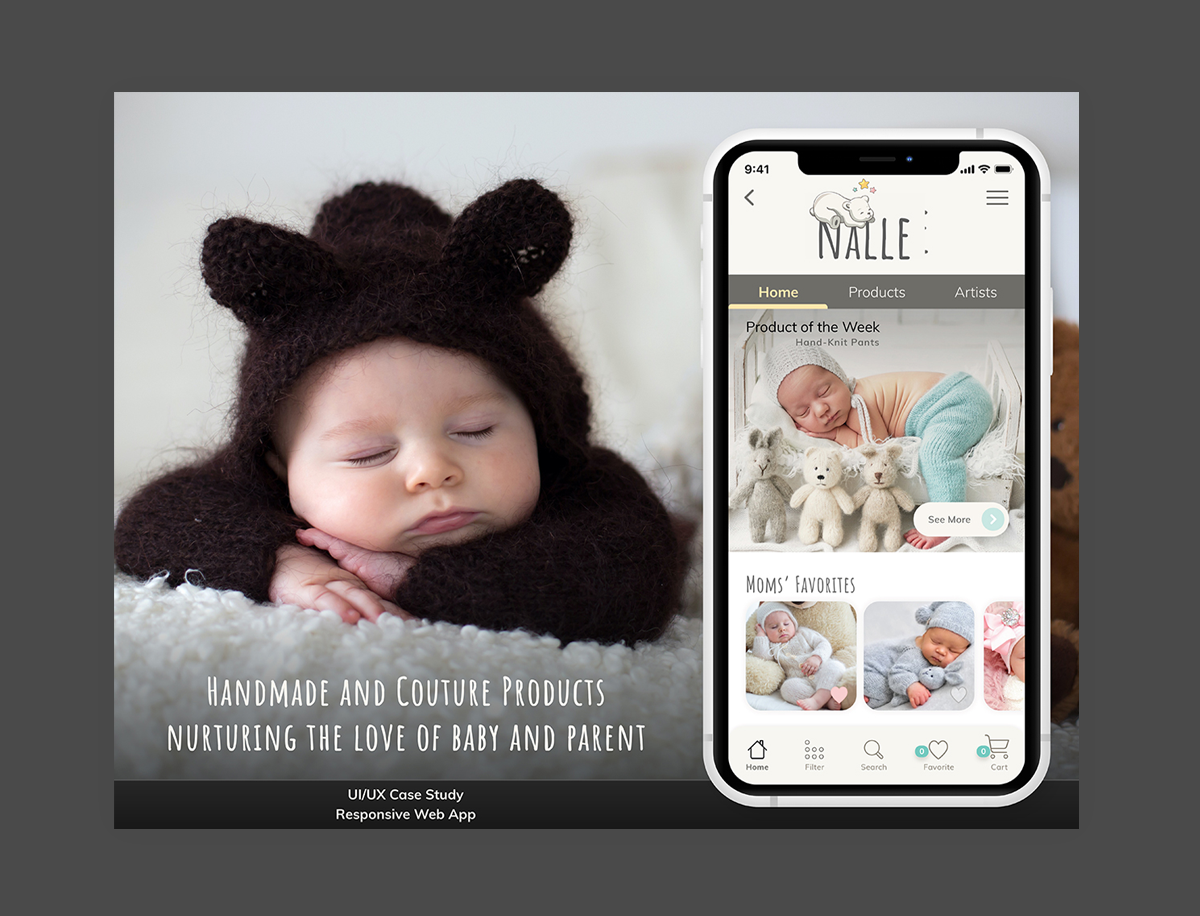 9:41
NALLE
Home
Products
Artists
Product of the Week
Hand-Knit Pants
See More
Moms' Favorites
Handmade and Couture Products
nurturing the love of baby and parent
Home
Filter
Search
0
Favorite
0
Cart
UI/UX Case Study
Responsive Web App